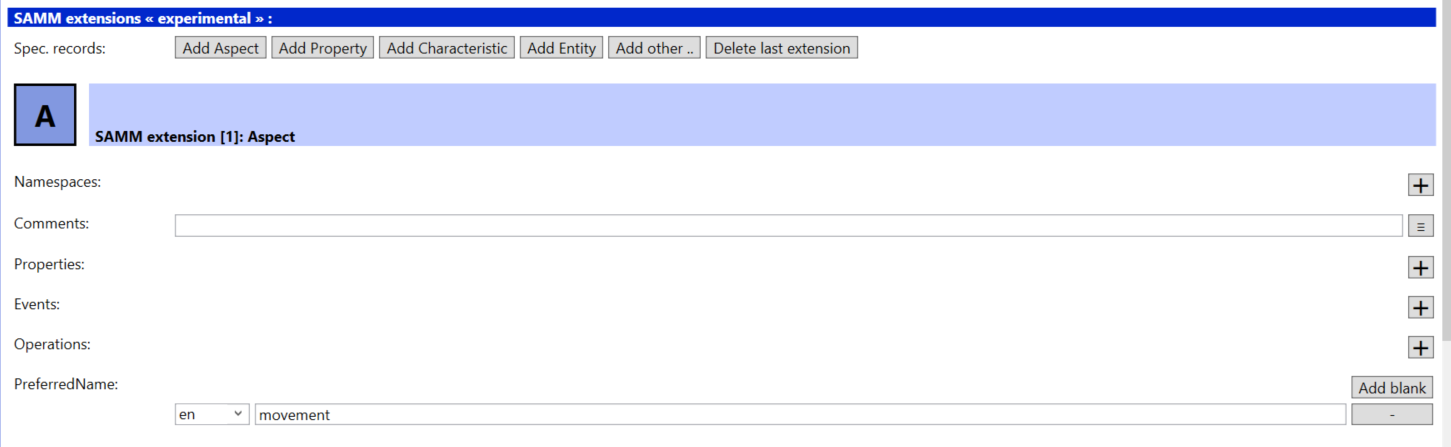 SAMM extensions « experimental » :
Spec. records: Add Aspect Add Property Add Characteristic Add Entity Add other .. Delete last extension
A
SAMM extension [1]: Aspect
Namespaces: +
Comments: ≡
Properties: +
Events: +
Operations: +
PreferredName: Add blank
en movement -